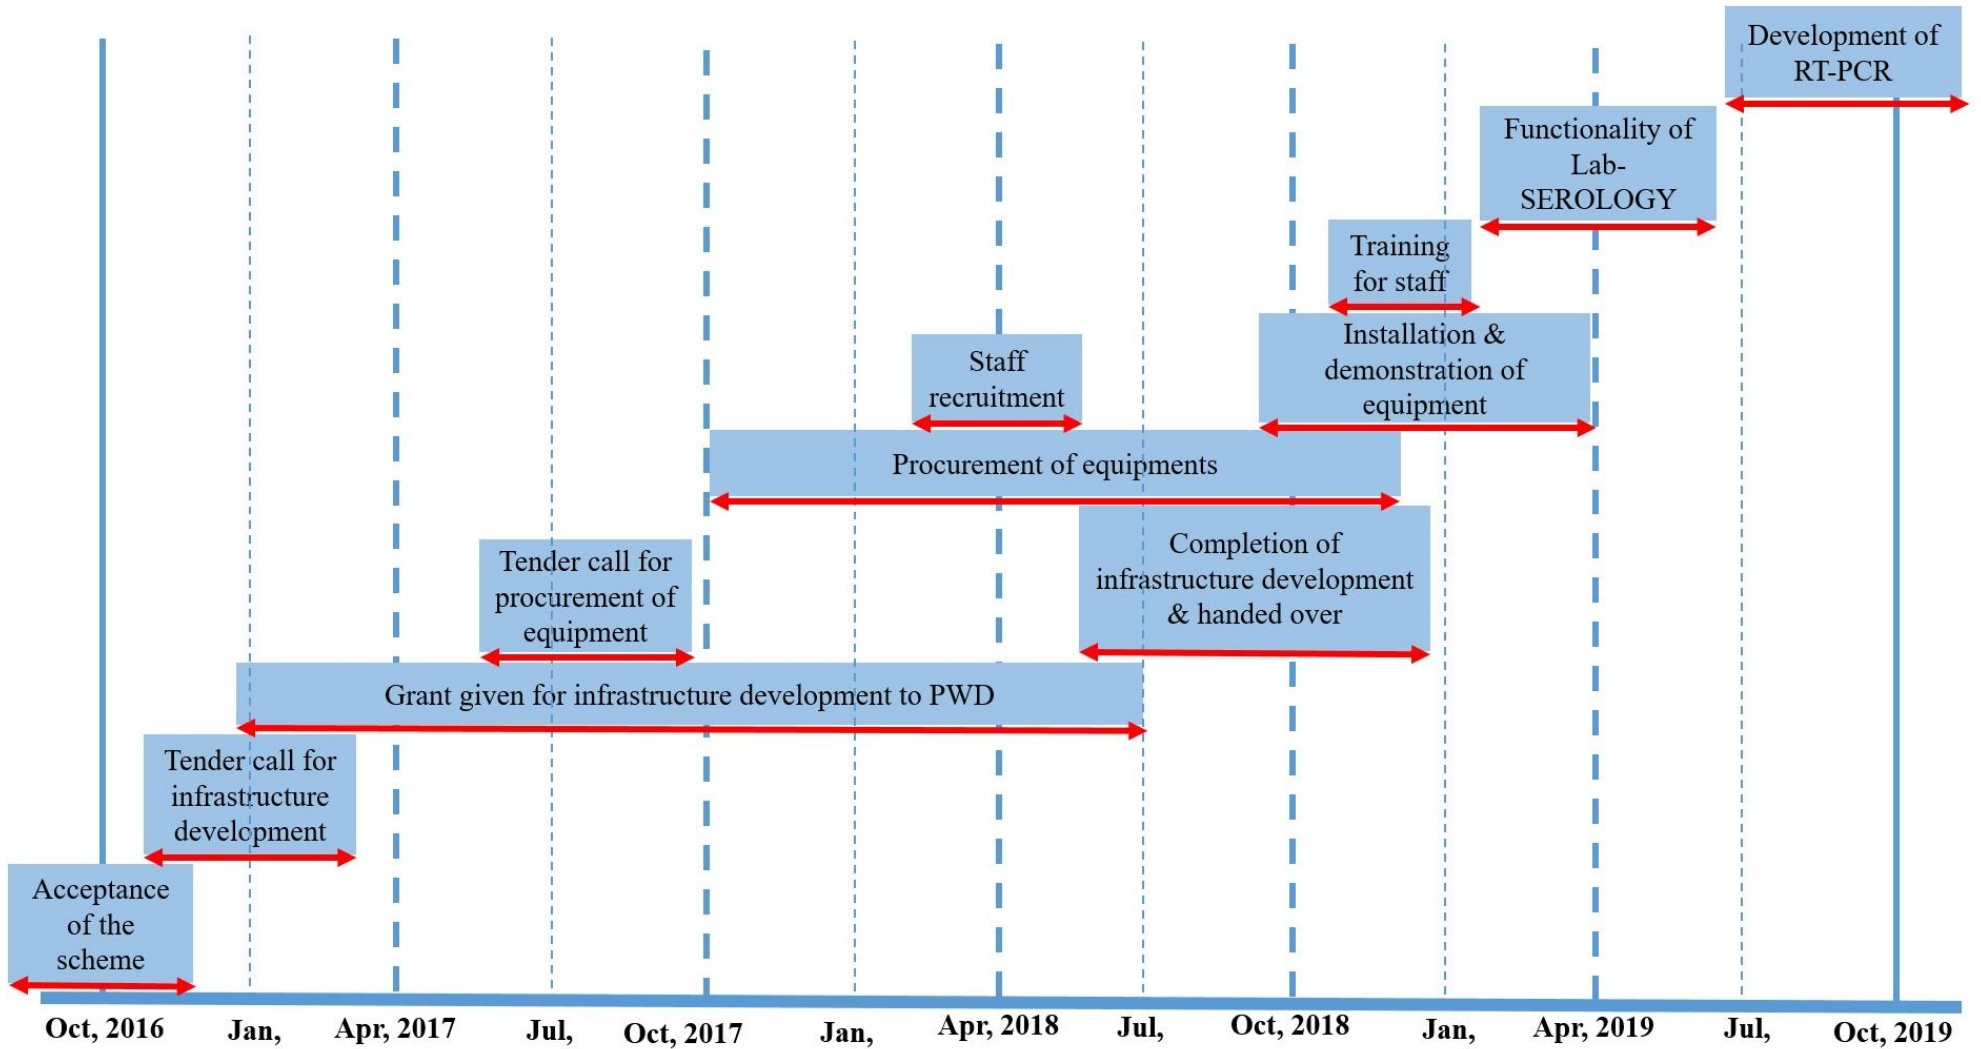 Development of
RT-PCR
Functionality of
Lab-
SEROLOGY
Training
for staff
Installation &
demonstration of
equipment
Staff
recruitment
Procurement of equipments
Completion of
infrastructure development
& handed over
Tender call for
procurement of
equipment
Grant given for infrastructure development to PWD
Tender call for
infrastructure
development
Acceptance
of the
scheme
Oct, 2016 Jan, Apr, 2017 Jul, Oct, 2017 Jan, Apr, 2018 Jul, Oct, 2018 Jan, Apr, 2019 Jul, Oct, 2019